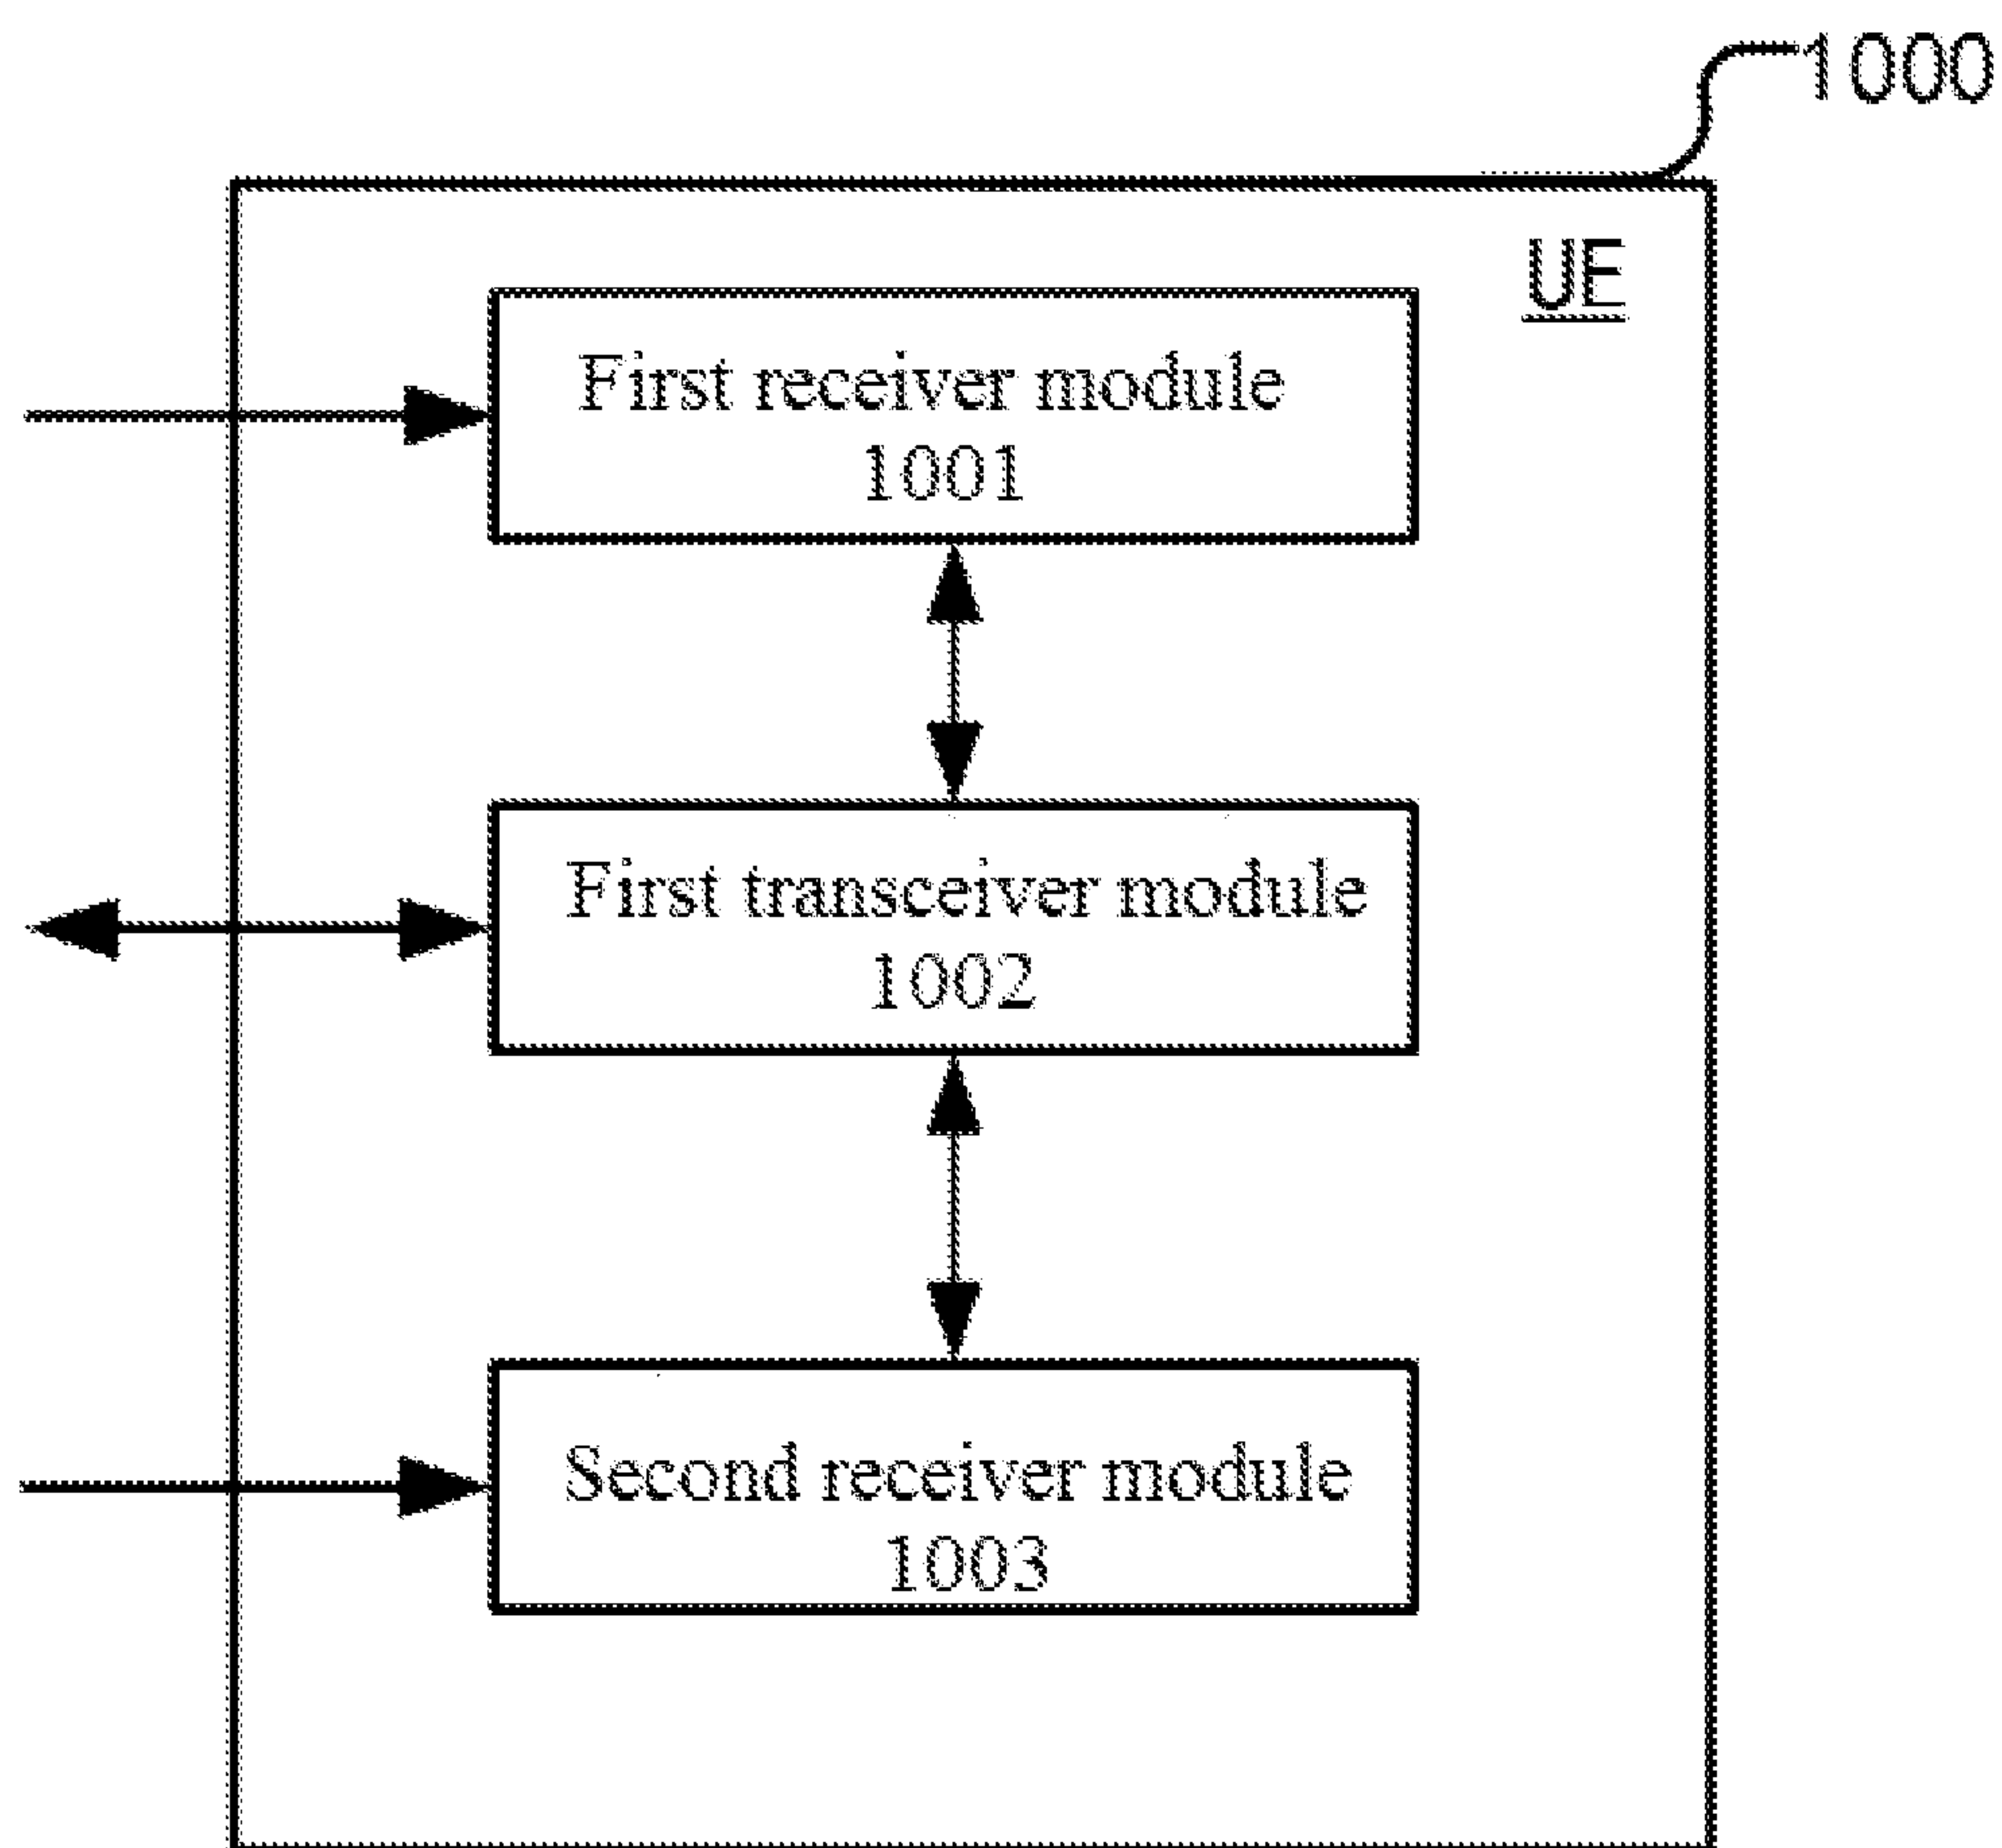 1000
UE
First receiver module
1001
First transceiver module
1002
Second receiver module
1003